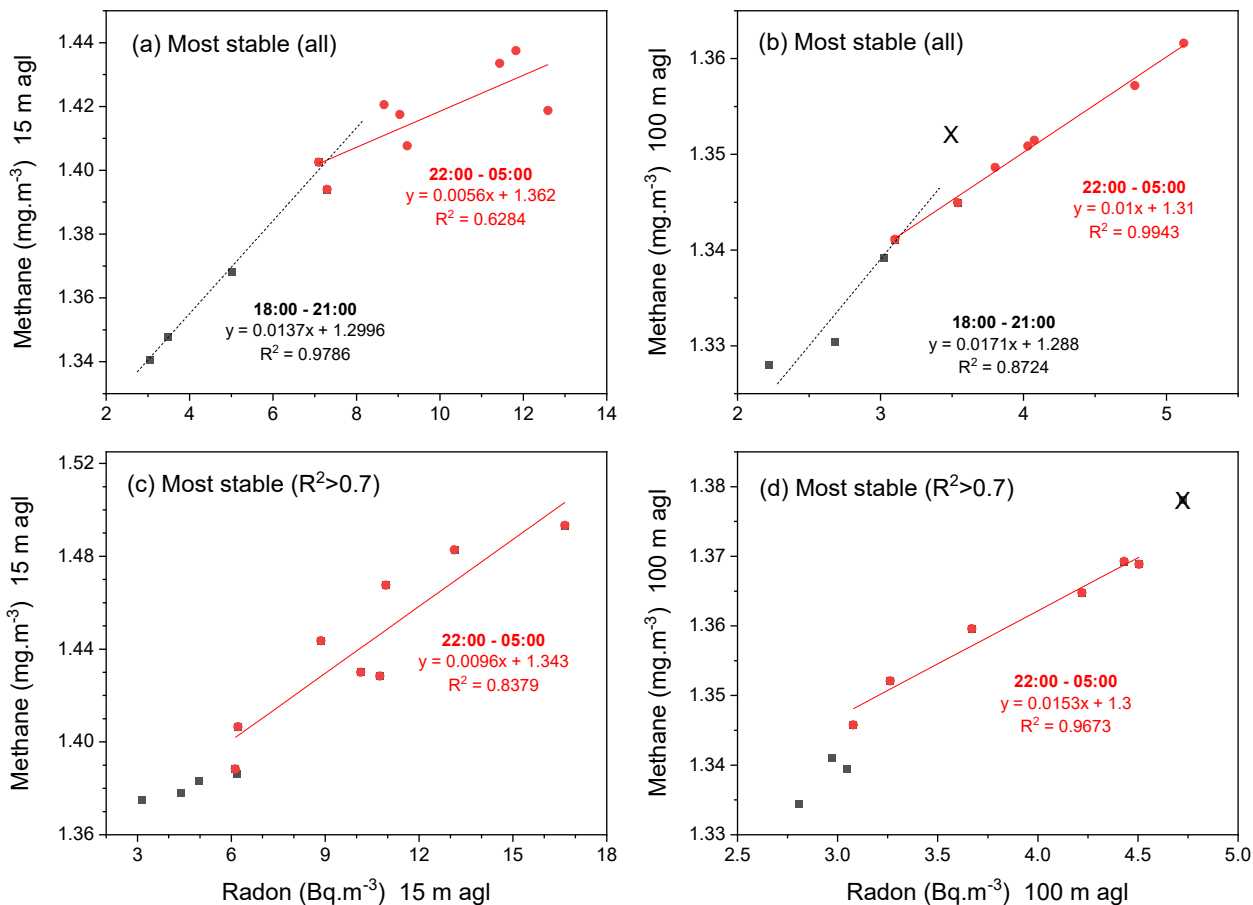 (a) Most stable (all)
Methane (mg.m⁻³)  15 m agl
1.44
1.42
1.40
1.38
1.36
1.34
22:00 - 05:00
y = 0.0056x + 1.362
R² = 0.6284
18:00 - 21:00
y = 0.0137x + 1.2996
R² = 0.9786
2 4 6 8 10 12 14
(b) Most stable (all)
Methane (mg.m⁻³)  100 m agl
1.36
1.35
1.34
1.33
X
22:00 - 05:00
y = 0.01x + 1.31
R² = 0.9943
18:00 - 21:00
y = 0.0171x + 1.288
R² = 0.8724
2 3 4 5
(c) Most stable (R²>0.7)
Methane (mg.m⁻³)  15 m agl
1.52
1.48
1.44
1.40
1.36
22:00 - 05:00
y = 0.0096x + 1.343
R² = 0.8379
3 6 9 12 15 18
Radon (Bq.m⁻³)  15 m agl
(d) Most stable (R²>0.7)
Methane (mg.m⁻³)  100 m agl
1.38
1.37
1.36
1.35
1.34
1.33
X
22:00 - 05:00
y = 0.0153x + 1.3
R² = 0.9673
2.5 3.0 3.5 4.0 4.5 5.0
Radon (Bq.m⁻³)  100 m agl